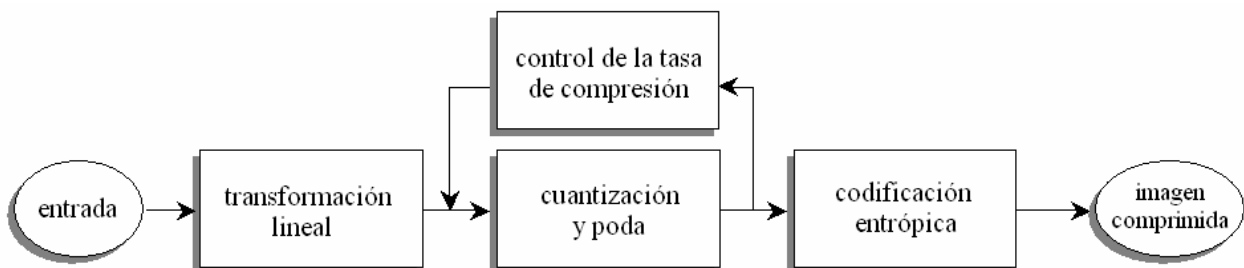 control de la tasa
de compresión
entrada
transformación
lineal
cuantización
y poda
codificación
entrópica
imagen
comprimida